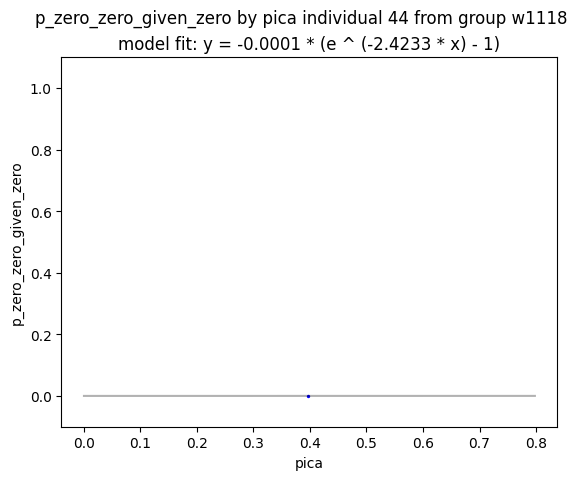 p_zero_zero_given_zero by pica individual 44 from group w1118
model fit: y = -0.0001 * (e ^ (-2.4233 * x) - 1)
p_zero_zero_given_zero
1.0
0.8
0.6
0.4
0.2
0.0
0.0 0.1 0.2 0.3 0.4 0.5 0.6 0.7 0.8
pica